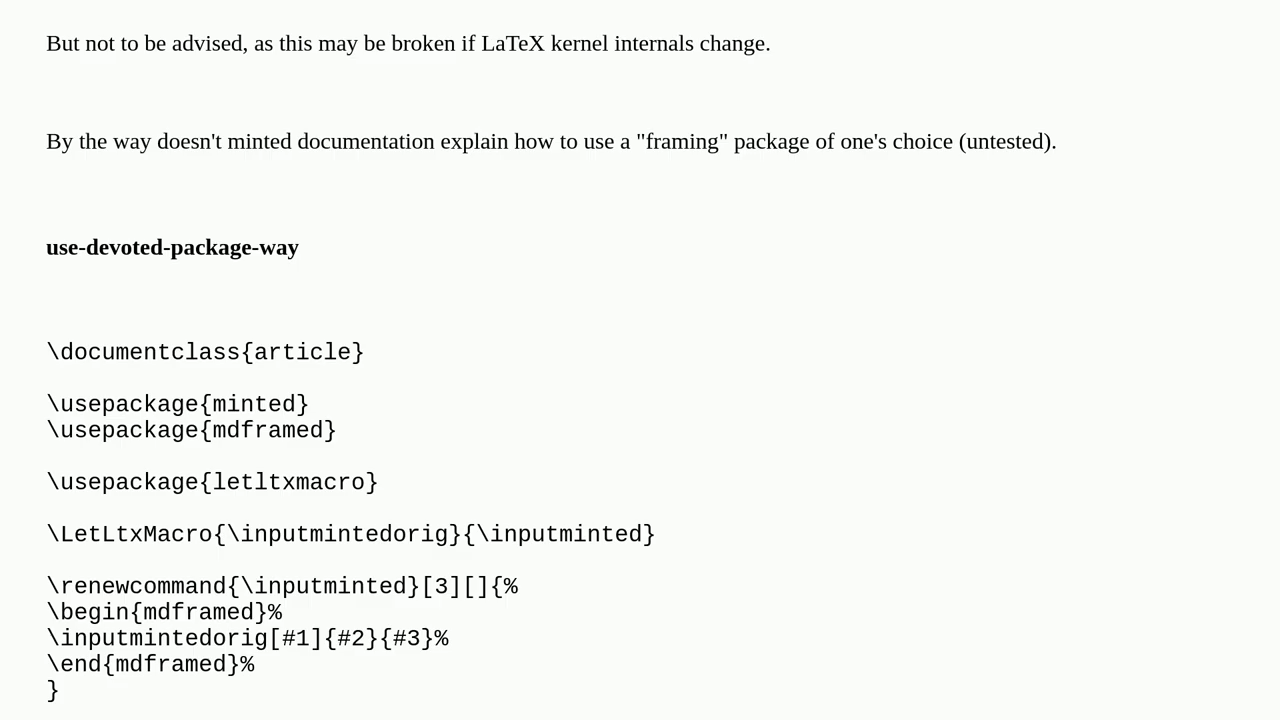 But not to be advised, as this may be broken if LaTeX kernel internals change.
By the way doesn't minted documentation explain how to use a "framing" package of one's choice (untested).
use-devoted-package-way
\documentclass{article}
\usepackage{minted}
\usepackage{mdframed}
\usepackage{letltxmacro}
\LetLtxMacro{\inputmintedorig}{\inputminted}
\renewcommand{\inputminted}[3][]{%
\begin{mdframed}%
\inputmintedorig[#1]{#2}{#3}%
\end{mdframed}%
}